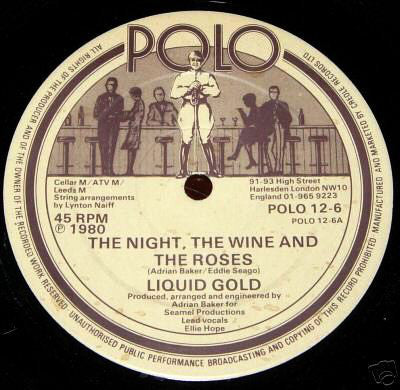 POLO
ALL RIGHTS OF THE PRODUCER AND OF THE OWNER OF THE RECORDED WORK RESERVED UNAUTHORISED PUBLIC PERFORMANCE BROADCASTING AND COPYING OF THIS RECORD PROHIBITED MANUFACTURED AND MARKETED BY CREOLE RECORDS LTD.
Cellar M/ATV M/
Leeds M
String arrangements
by Lynton Naiff
91-93 High Street
Harlesden London NW10
England 01-965 9223
45 RPM
℗ 1980
POLO 12-6
POLO 12-6A
THE NIGHT, THE WINE AND
THE ROSES
(Adrian Baker/Eddie Seago)
LIQUID GOLD
Produced, arranged and engineered by
Adrian Baker for
Seamel Productions
Lead vocals
Ellie Hope